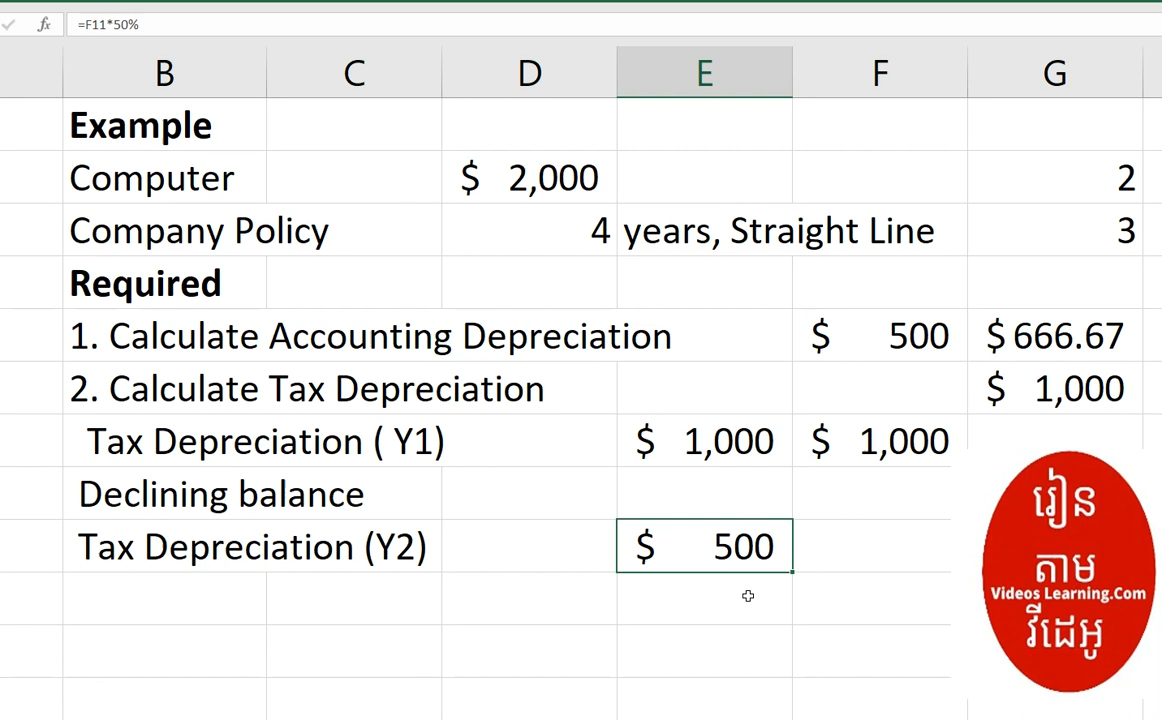 fx =F11*50%
B C D E F G
Example
Computer $ 2,000 2
Company Policy 4 years, Straight Line 3
Required
1. Calculate Accounting Depreciation $ 500 $ 666.67
2. Calculate Tax Depreciation $ 1,000
Tax Depreciation ( Y1) $ 1,000 $ 1,000
Declining balance
Tax Depreciation (Y2) $ 500
រៀន
តាម
Videos Learning.Com
វីដេអូ